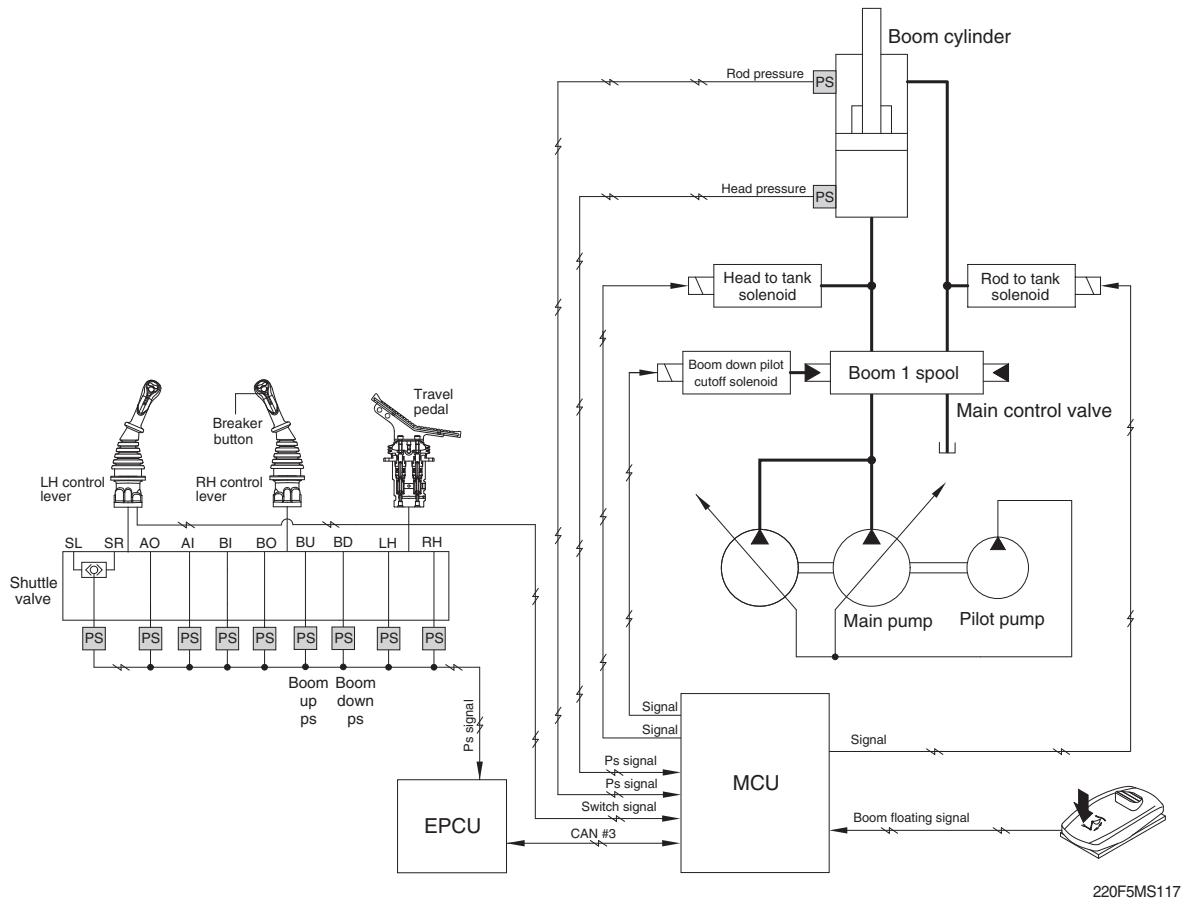 Boom cylinder
Rod pressure
PS
Head pressure
PS
Head to tank
solenoid
Rod to tank
solenoid
Boom down pilot
cutoff solenoid
Boom 1 spool
Main control valve
Travel
pedal
Breaker
button
LH control
lever
RH control
lever
SL SR AO AI BI BO BU BD LH RH
Shuttle
valve
PS PS PS PS PS PS PS PS PS
Boom
up
ps
Boom
down
ps
Main pump
Pilot pump
Ps signal
Signal
Signal
Signal
Ps signal
Ps signal
Switch signal
CAN #3
MCU
EPCU
Boom floating signal
220F5MS117